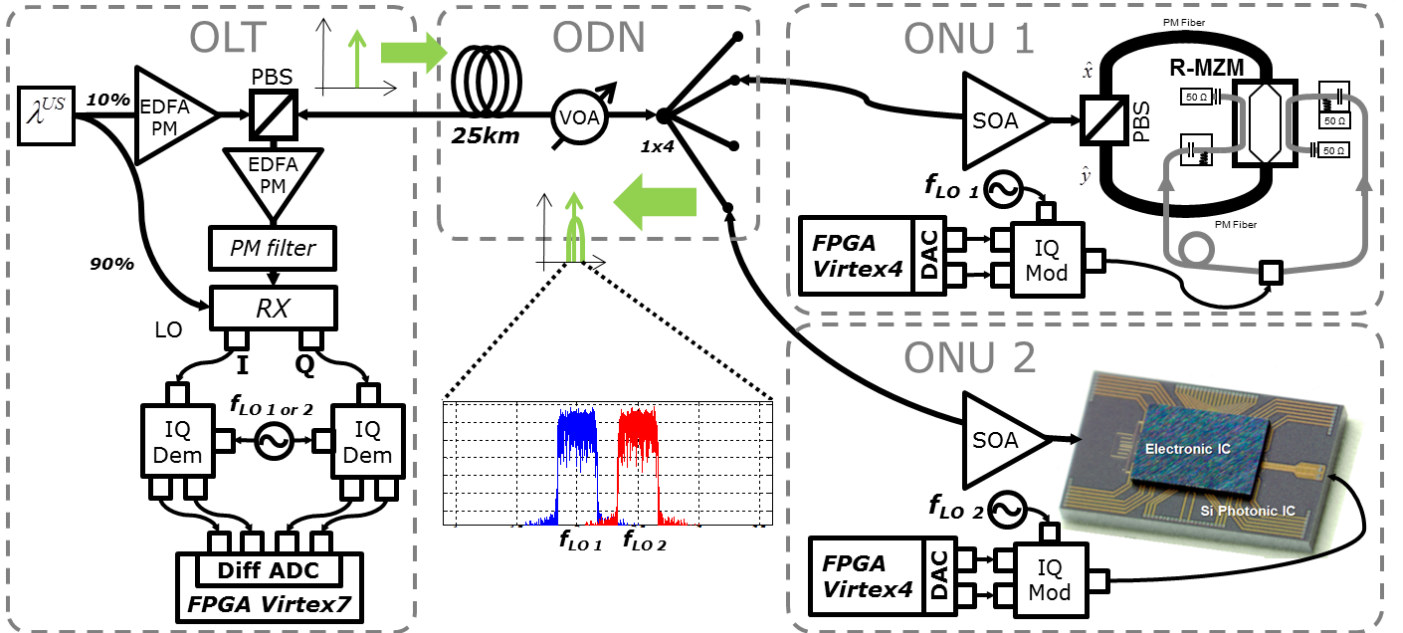 OLT
λ^US
10%
EDFA
PM
PBS
EDFA
PM
90%
PM filter
RX
LO
I
Q
f_LO 1 or 2
IQ
Dem
IQ
Dem
Diff ADC
FPGA Virtex7
ODN
25km
VOA
1x4
f_LO 1
f_LO 2
ONU 1
SOA
PBS
x̂
ŷ
PM Fiber
R-MZM
50 Ω
50 Ω
50 Ω
PM Fiber
f_LO 1
FPGA
Virtex4
DAC
IQ
Mod
ONU 2
SOA
Electronic IC
Si Photonic IC
f_LO 2
FPGA
Virtex4
DAC
IQ
Mod